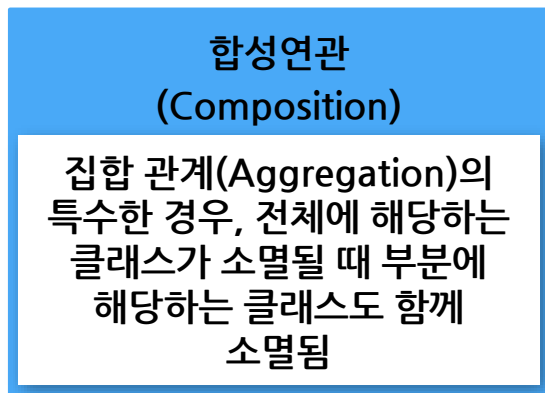 합성연관
(Composition)
집합 관계(Aggregation)의
특수한 경우, 전체에 해당하는
클래스가 소멸될 때 부분에
해당하는 클래스도 함께
소멸됨